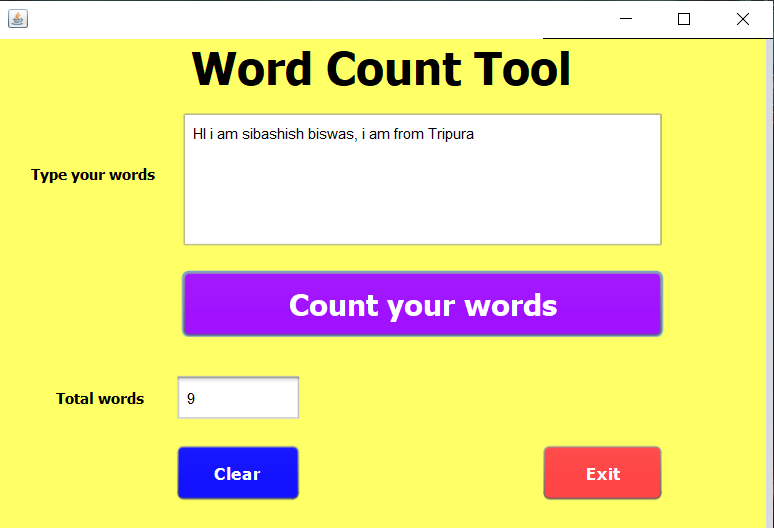 Word Count Tool
Type your words
HI i am sibashish biswas, i am from Tripura
Count your words
Total words
9
Clear
Exit